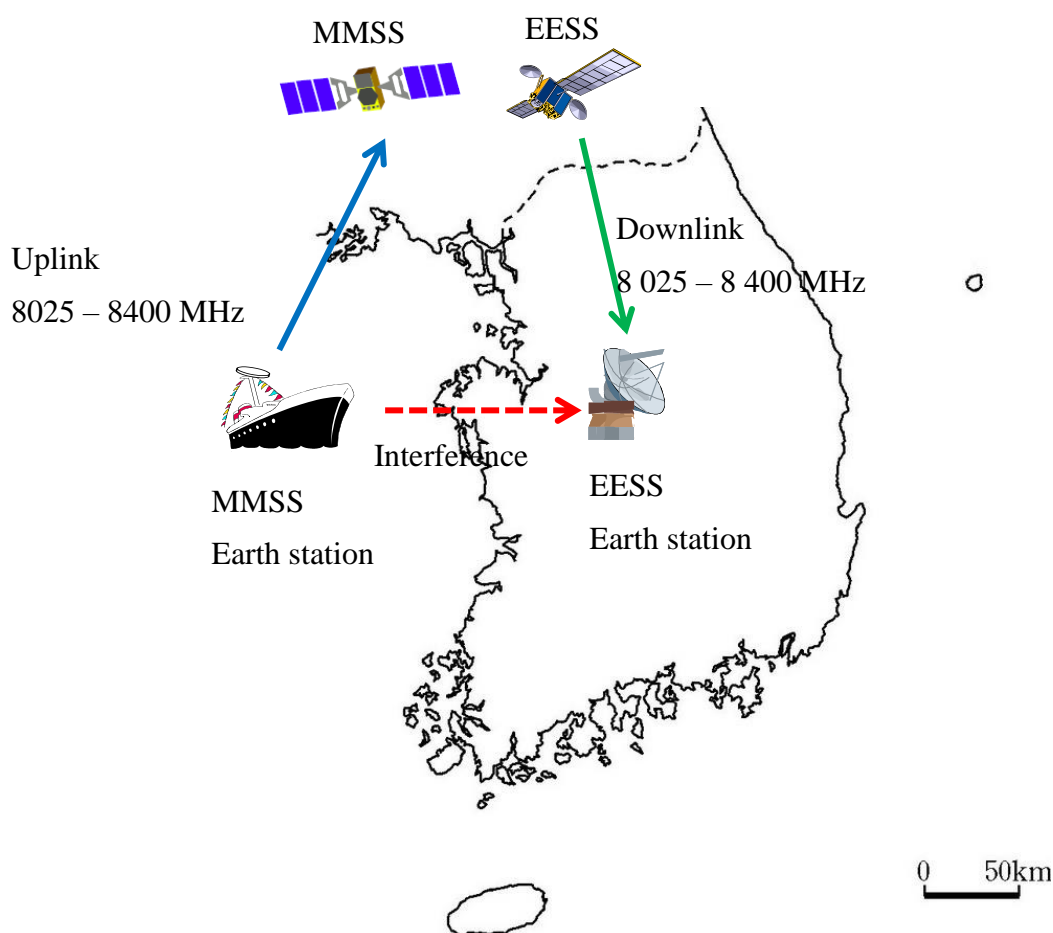 MMSS
EESS
Uplink
8025 – 8400 MHz
Downlink
8 025 – 8 400 MHz
Interference
MMSS
Earth station
EESS
Earth station
0 50km